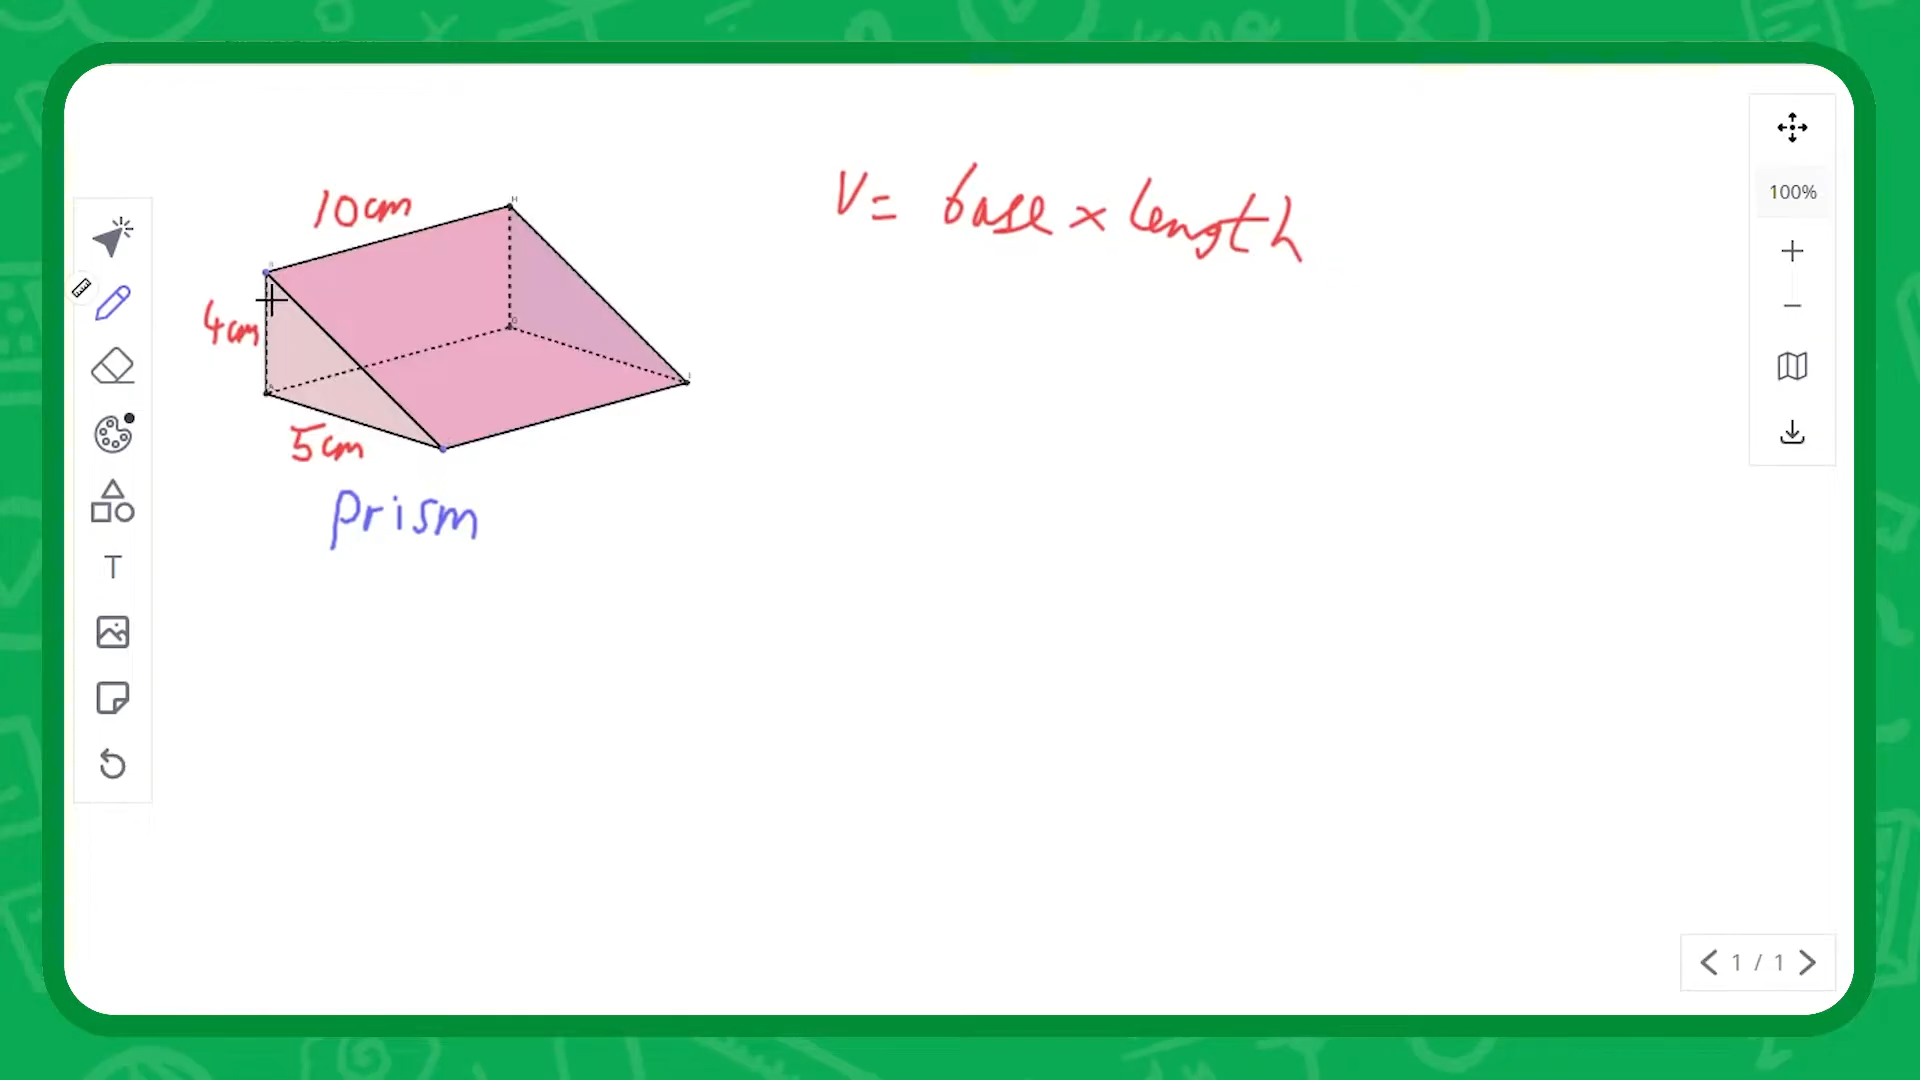 10cm
V= base × length
4cm
5cm
Prism
100%
T
1 / 1